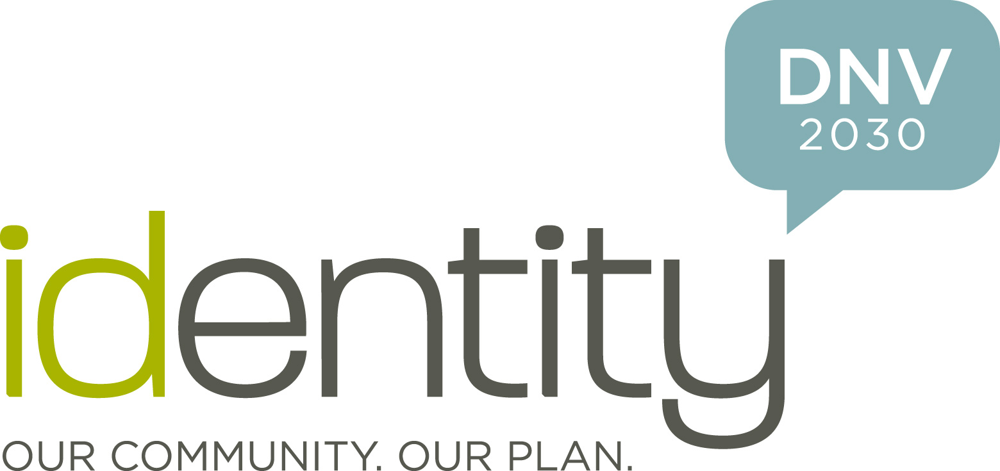 DNV
2030
identity
OUR COMMUNITY. OUR PLAN.